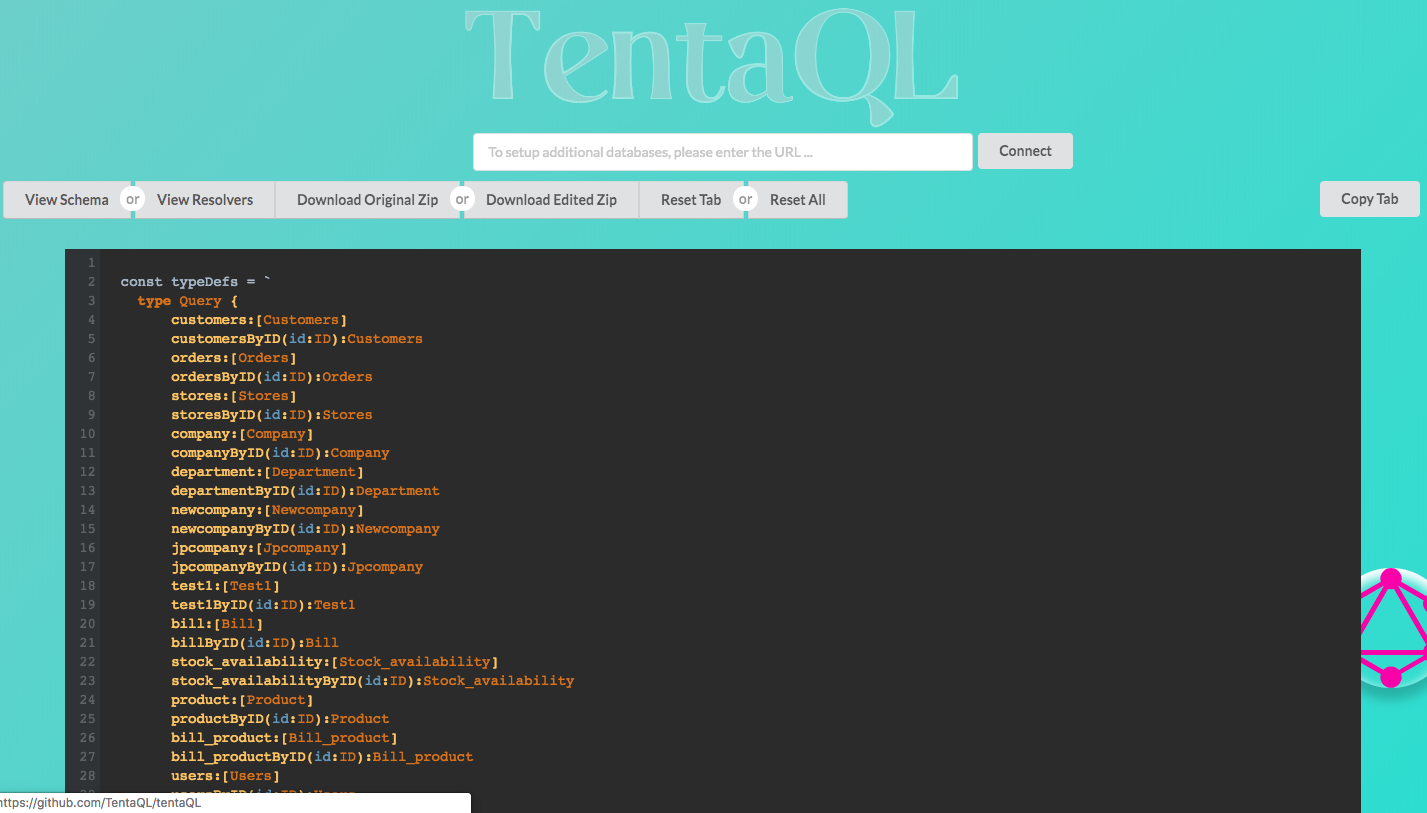 TentaQL
To setup additional databases, please enter the URL ...
Connect
View Schema or View Resolvers Download Original Zip or Download Edited Zip Reset Tab or Reset All Copy Tab
1
2 const typeDefs = `
3 type Query {
4 customers:[Customers]
5 customersByID(id:ID):Customers
6 orders:[Orders]
7 ordersByID(id:ID):Orders
8 stores:[Stores]
9 storesByID(id:ID):Stores
10 company:[Company]
11 companyByID(id:ID):Company
12 department:[Department]
13 departmentByID(id:ID):Department
14 newcompany:[Newcompany]
15 newcompanyByID(id:ID):Newcompany
16 jpcompany:[Jpcompany]
17 jpcompanyByID(id:ID):Jpcompany
18 test1:[Test1]
19 test1ByID(id:ID):Test1
20 bill:[Bill]
21 billByID(id:ID):Bill
22 stock_availability:[Stock_availability]
23 stock_availabilityByID(id:ID):Stock_availability
24 product:[Product]
25 productByID(id:ID):Product
26 bill_product:[Bill_product]
27 bill_productByID(id:ID):Bill_product
28 users:[Users]
https://github.com/TentaQL/tentaQL